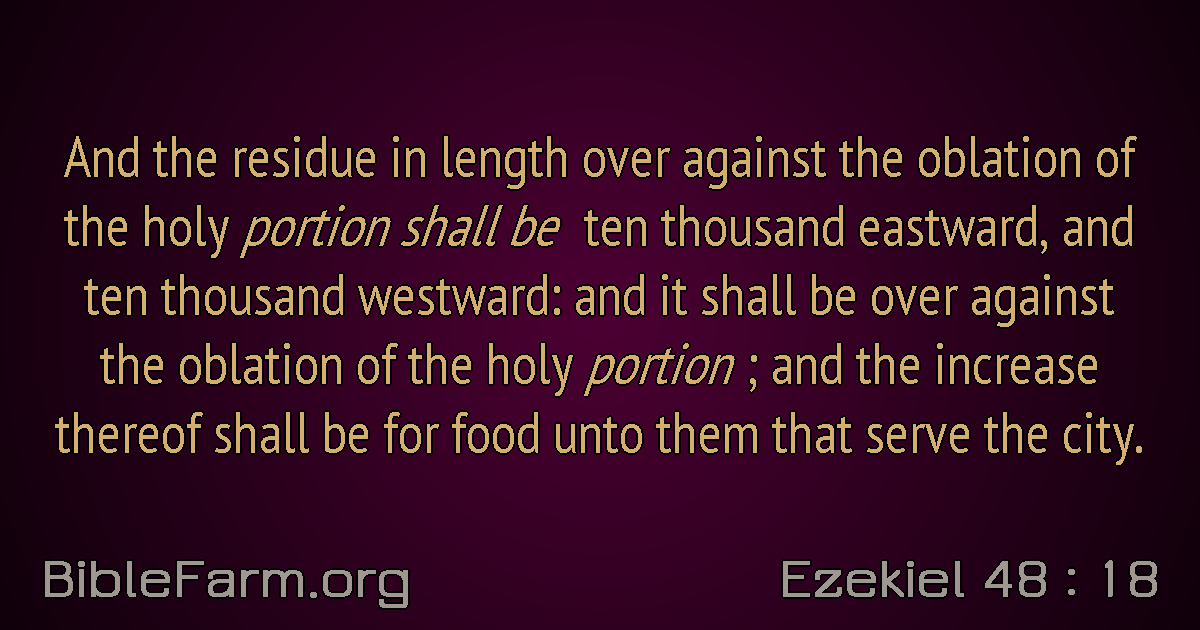 And the residue in length over against the oblation of
the holy portion shall be ten thousand eastward, and
ten thousand westward: and it shall be over against
the oblation of the holy portion ; and the increase
thereof shall be for food unto them that serve the city.
BibleFarm.org
Ezekiel 48 : 18